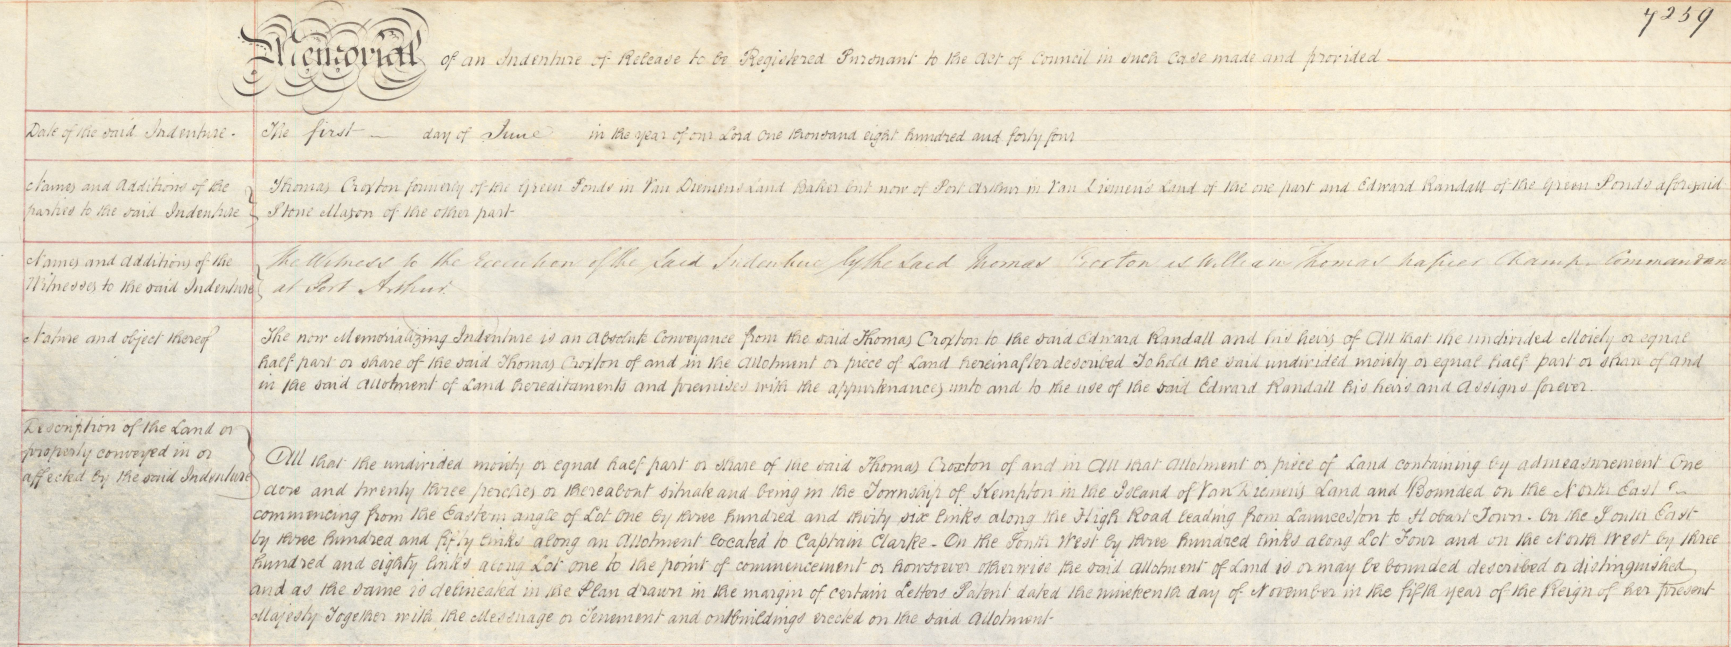 7259
Memorial of an Indenture of Release to be Registered Pursuant to the Act of Council in such Case made and provided
Date of the said Indenture.
The first day of June in the year of our Lord One thousand eight hundred and forty four
Names and Additions of the
parties to the said Indenture
Thomas Croxton formerly of the Green Ponds in Van Diemens Land Baker but now of Port Arthur in Van Diemen's Land of the one part and Edward Randall of the Green Ponds aforesaid
Stone Mason of the other part
Names and Additions of the
Witnesses to the said Indenture
The Witness to the Execution of the said Indenture by the said Thomas Croxton is William Thomas Napier Champ Commandan
at Port Arthur.
Nature and object thereof
The now Memorializing Indenture is an Absolute Conveyance from the said Thomas Croxton to the said Edward Randall and his heirs of All that the undivided Moiety or equal
half part or share of the said Thomas Croxton of and in the Allotment or piece of Land hereinafter described To hold the said undivided moiety or equal half part or share of and
in the said Allotment of Land hereditaments and premises with the appurtenances unto and to the use of the said Edward Randall his heirs and Assigns forever.
Description of the Land or
property conveyed in or
affected by the said Indenture
All that the undivided moiety or equal half part or share of the said Thomas Croxton of and in All that Allotment or piece of Land containing by admeasurement One
Acre and twenty three perches or thereabout situate and being in the Township of Kempton in the Island of Van Diemen's Land and Bounded on the North East
commencing from the Eastern angle of Lot One by three hundred and thirty six links along the High Road leading from Launceston to Hobart Town. On the South East
by three hundred and fifty links along an Allotment located to Captain Clarke - On the South West by three hundred links along Lot Four and on the North West by three
hundred and eighty links along Lot one to the point of commencement or howsoever otherwise the said Allotment of Land is or may be bounded described or distinguished
and as the same is delineated in the Plan drawn in the margin of certain Letters Patent dated the nineteenth day of November in the fifth year of the Reign of her present
Majesty Together with the Messuage or Tenement and outbuildings erected on the said Allotment